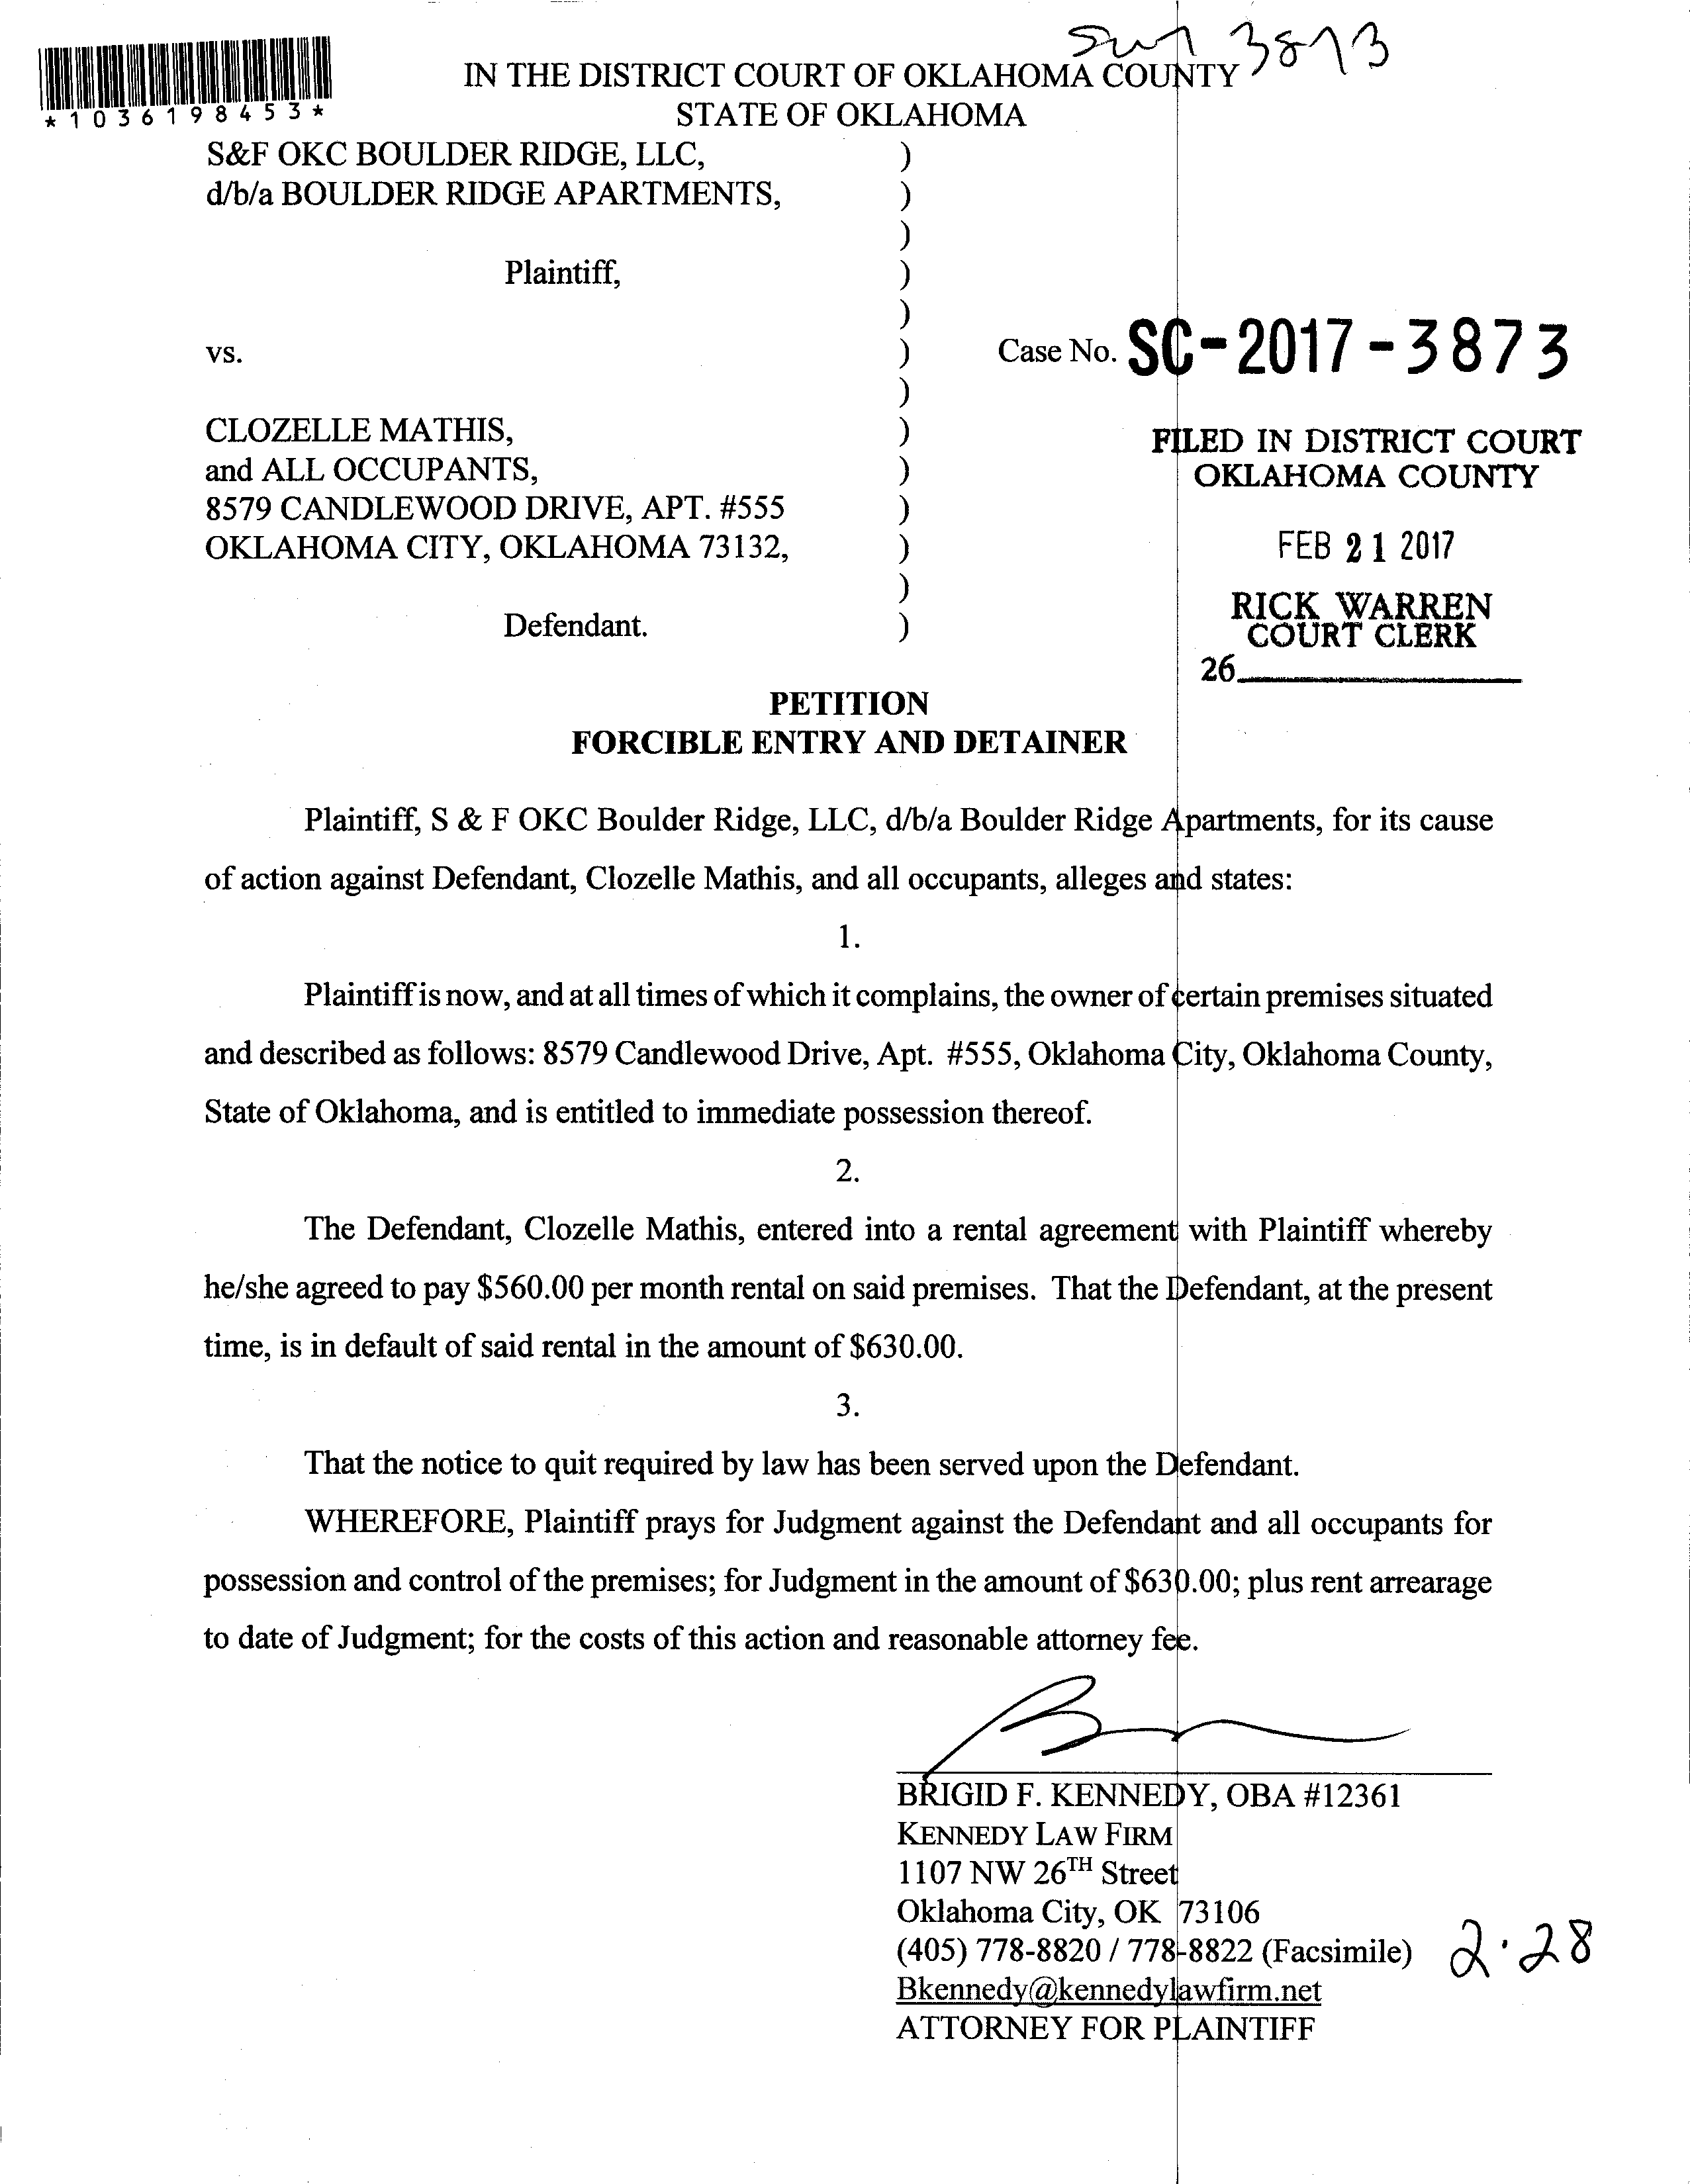 Sum 3873
IN THE DISTRICT COURT OF OKLAHOMA COUNTY
STATE OF OKLAHOMA
*1036198453*
S&F OKC BOULDER RIDGE, LLC, )
d/b/a BOULDER RIDGE APARTMENTS, )
)
Plaintiff, )
)
vs. ) Case No. SC-2017-3873
)
CLOZELLE MATHIS, )
and ALL OCCUPANTS, )
8579 CANDLEWOOD DRIVE, APT. #555 )
OKLAHOMA CITY, OKLAHOMA 73132, )
)
Defendant. )
FILED IN DISTRICT COURT
OKLAHOMA COUNTY
FEB 21 2017
RICK WARREN
COURT CLERK
26
PETITION
FORCIBLE ENTRY AND DETAINER
Plaintiff, S & F OKC Boulder Ridge, LLC, d/b/a Boulder Ridge Apartments, for its cause
of action against Defendant, Clozelle Mathis, and all occupants, alleges and states:
1.
Plaintiff is now, and at all times of which it complains, the owner of certain premises situated
and described as follows: 8579 Candlewood Drive, Apt. #555, Oklahoma City, Oklahoma County,
State of Oklahoma, and is entitled to immediate possession thereof.
2.
The Defendant, Clozelle Mathis, entered into a rental agreement with Plaintiff whereby
he/she agreed to pay $560.00 per month rental on said premises. That the Defendant, at the present
time, is in default of said rental in the amount of $630.00.
3.
That the notice to quit required by law has been served upon the Defendant.
WHEREFORE, Plaintiff prays for Judgment against the Defendant and all occupants for
possession and control of the premises; for Judgment in the amount of $630.00; plus rent arrearage
to date of Judgment; for the costs of this action and reasonable attorney fee.
BRIGID F. KENNEDY, OBA #12361
KENNEDY LAW FIRM
1107 NW 26TH Street
Oklahoma City, OK 73106
(405) 778-8820 / 778-8822 (Facsimile)
Bkennedy@kennedylawfirm.net
ATTORNEY FOR PLAINTIFF
2.28